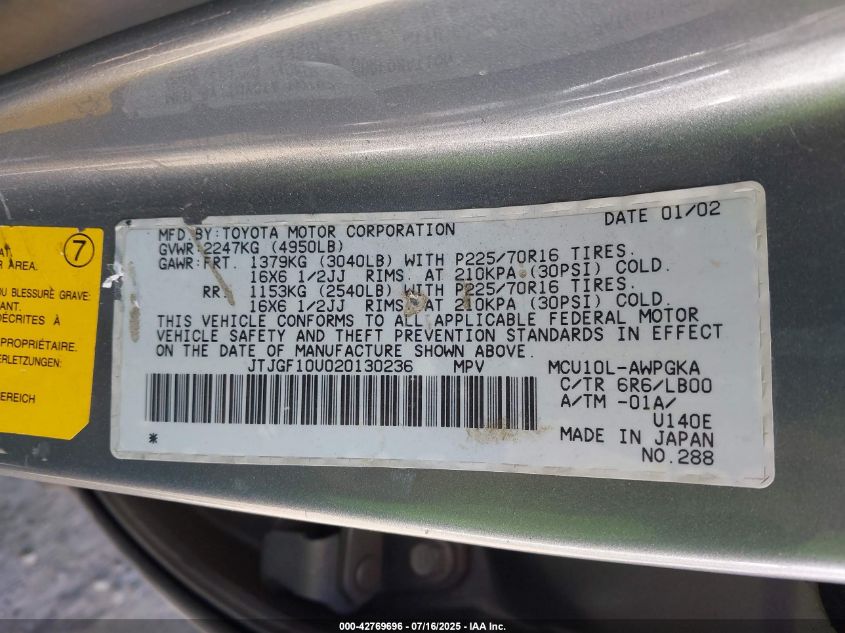 MFD BY:TOYOTA MOTOR CORPORATION DATE 01/02
GVWR:2247KG (4950LB)
GAWR:FRT. 1379KG (3040LB) WITH P225/70R16 TIRES.
16X6 1/2JJ RIMS. AT 210KPA (30PSI) COLD.
RR. 1153KG (2540LB) WITH P225/70R16 TIRES.
16X6 1/2JJ RIMS AT 210KPA (30PSI) COLD.
THIS VEHICLE CONFORMS TO ALL APPLICABLE FEDERAL MOTOR
VEHICLE SAFETY AND THEFT PREVENTION STANDARDS IN EFFECT
ON THE DATE OF MANUFACTURE SHOWN ABOVE.
JTJGF10U020130236 MPV MCU10L-AWPGKA
C/TR 6R6/LB00
A/TM -01A/
U140E
MADE IN JAPAN
NO.288
*
7
AREA.
BLESSURE GRAVE:
DÉCRITES À
PROPRIÉTAIRE.
BEREICH
000-42769696 - 07/16/2025 - IAA Inc.